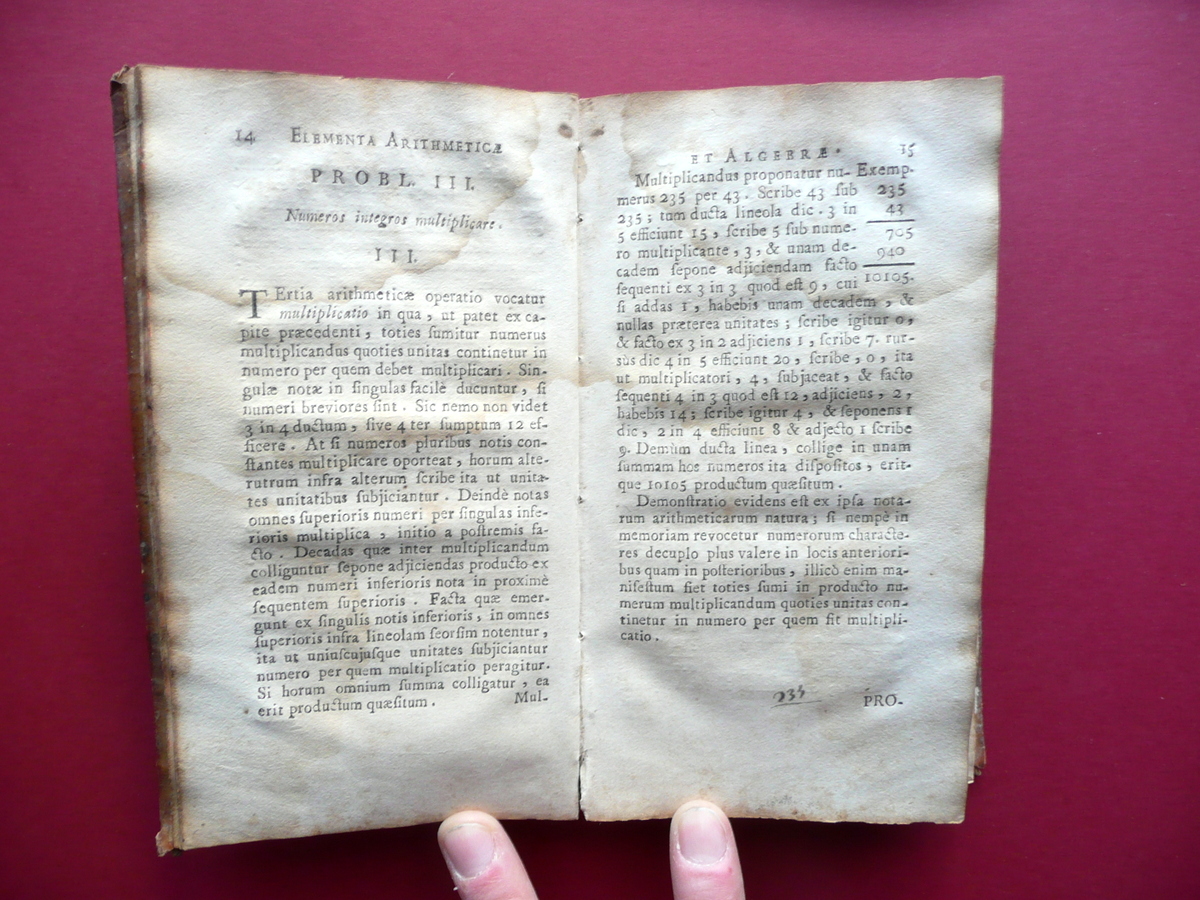 14 ELEMENTA ARITHMETICÆ
PROBL. III.
Numeros integros multiplicare.
III.
TErtia arithmeticæ operatio vocatur
multiplicatio in qua, ut patet ex ca-
pite præcedenti, toties ſumitur numerus
multiplicandus quoties unitas continetur in
numero per quem debet multiplicari. Sin-
gulæ notæ in ſingulas facilè ducuntur, ſi
numeri breviores ſint. Sic nemo non videt
3 in 4 ductum, ſive 4 ter ſumptum 12 ef-
ficere. At ſi numeros pluribus notis con-
ſtantes multiplicare oporteat, horum alte-
rutrum infra alterum ſcribe ita ut unita-
tes unitatibus ſubjiciantur. Deindè notas
omnes ſuperioris numeri per ſingulas infe-
rioris multiplica, initio a poſtremis fa-
cto. Decadas quæ inter multiplicandum
colliguntur ſepone adjiciendas producto ex
eadem numeri inferioris nota in proximè
ſequentem ſuperioris. Facta quæ emer-
gunt ex ſingulis notis inferioris, in omnes
ſuperioris infra lineolam ſeorſim notentur,
ita ut uniuſcujuſque unitates ſubjiciantur
numero per quem multiplicatio peragitur.
Si horum omnium ſumma colligatur, ea
erit productum quæſitum.
Mul-
ET ALGEBRÆ. 15
Multiplicandus proponatur nu-
merus 235 per 43. Scribe 43 ſub
235; tum ducta lineola dic. 3 in
5 efficiunt 15, ſcribe 5 ſub nume-
ro multiplicante, 3, & unam de-
cadem ſepone adjiciendam facto
ſequenti ex 3 in 3 quod eſt 9, cui
Exemp.
235
43
705
940
10105.
ſi addas 1, habebis unam decadem, &
nullas præterea unitates; ſcribe igitur 0,
& facto ex 3 in 2 adjiciens 1, ſcribe 7. rur-
sùs dic 4 in 5 efficiunt 20, ſcribe, 0, ita
ut multiplicatori, 4, ſubjaceat, & facto
ſequenti 4 in 3 quod eſt 12, adjiciens, 2,
habebis 14; ſcribe igitur 4, & ſeponens 1
dic, 2 in 4 efficiunt 8 & adjecto 1 ſcribe
9. Demùm ducta linea, collige in unam
ſummam hos numeros ita diſpoſitos, erit-
que 10105 productum quæſitum.
Demonſtratio evidens eſt ex ipſa nota-
rum arithmeticarum natura; ſi nempè in
memoriam revocetur numerorum characte-
res decuplo plus valere in locis anteriori-
bus quam in poſterioribus, illicò enim ma-
nifeſtum fiet toties ſumi in producto nu-
merum multiplicandum quoties unitas con-
tinetur in numero per quem fit multipli-
catio.
235
PRO-